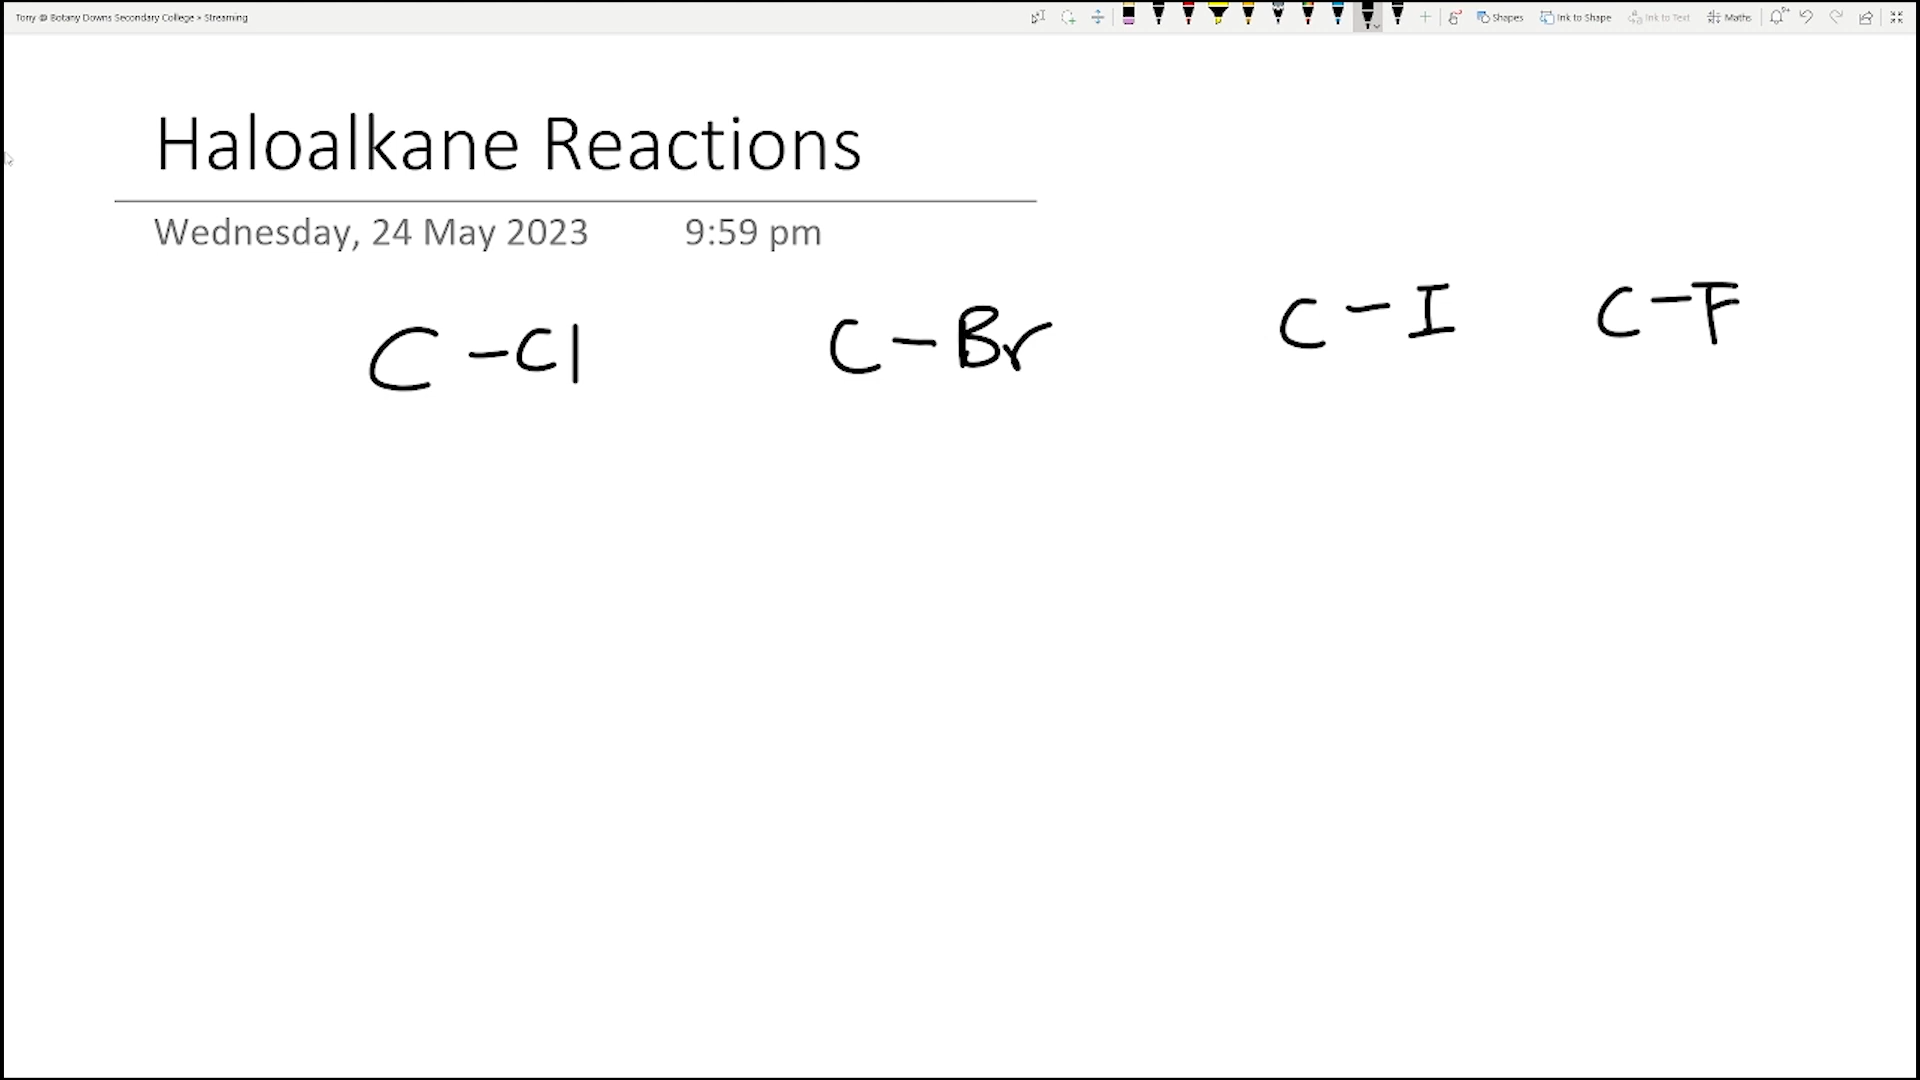 Tony @ Botany Downs Secondary College » Streaming
Shapes Ink to Shape Ink to Text Maths
Haloalkane Reactions
Wednesday, 24 May 2023 9:59 pm
C-Cl C-Br C-I C-F